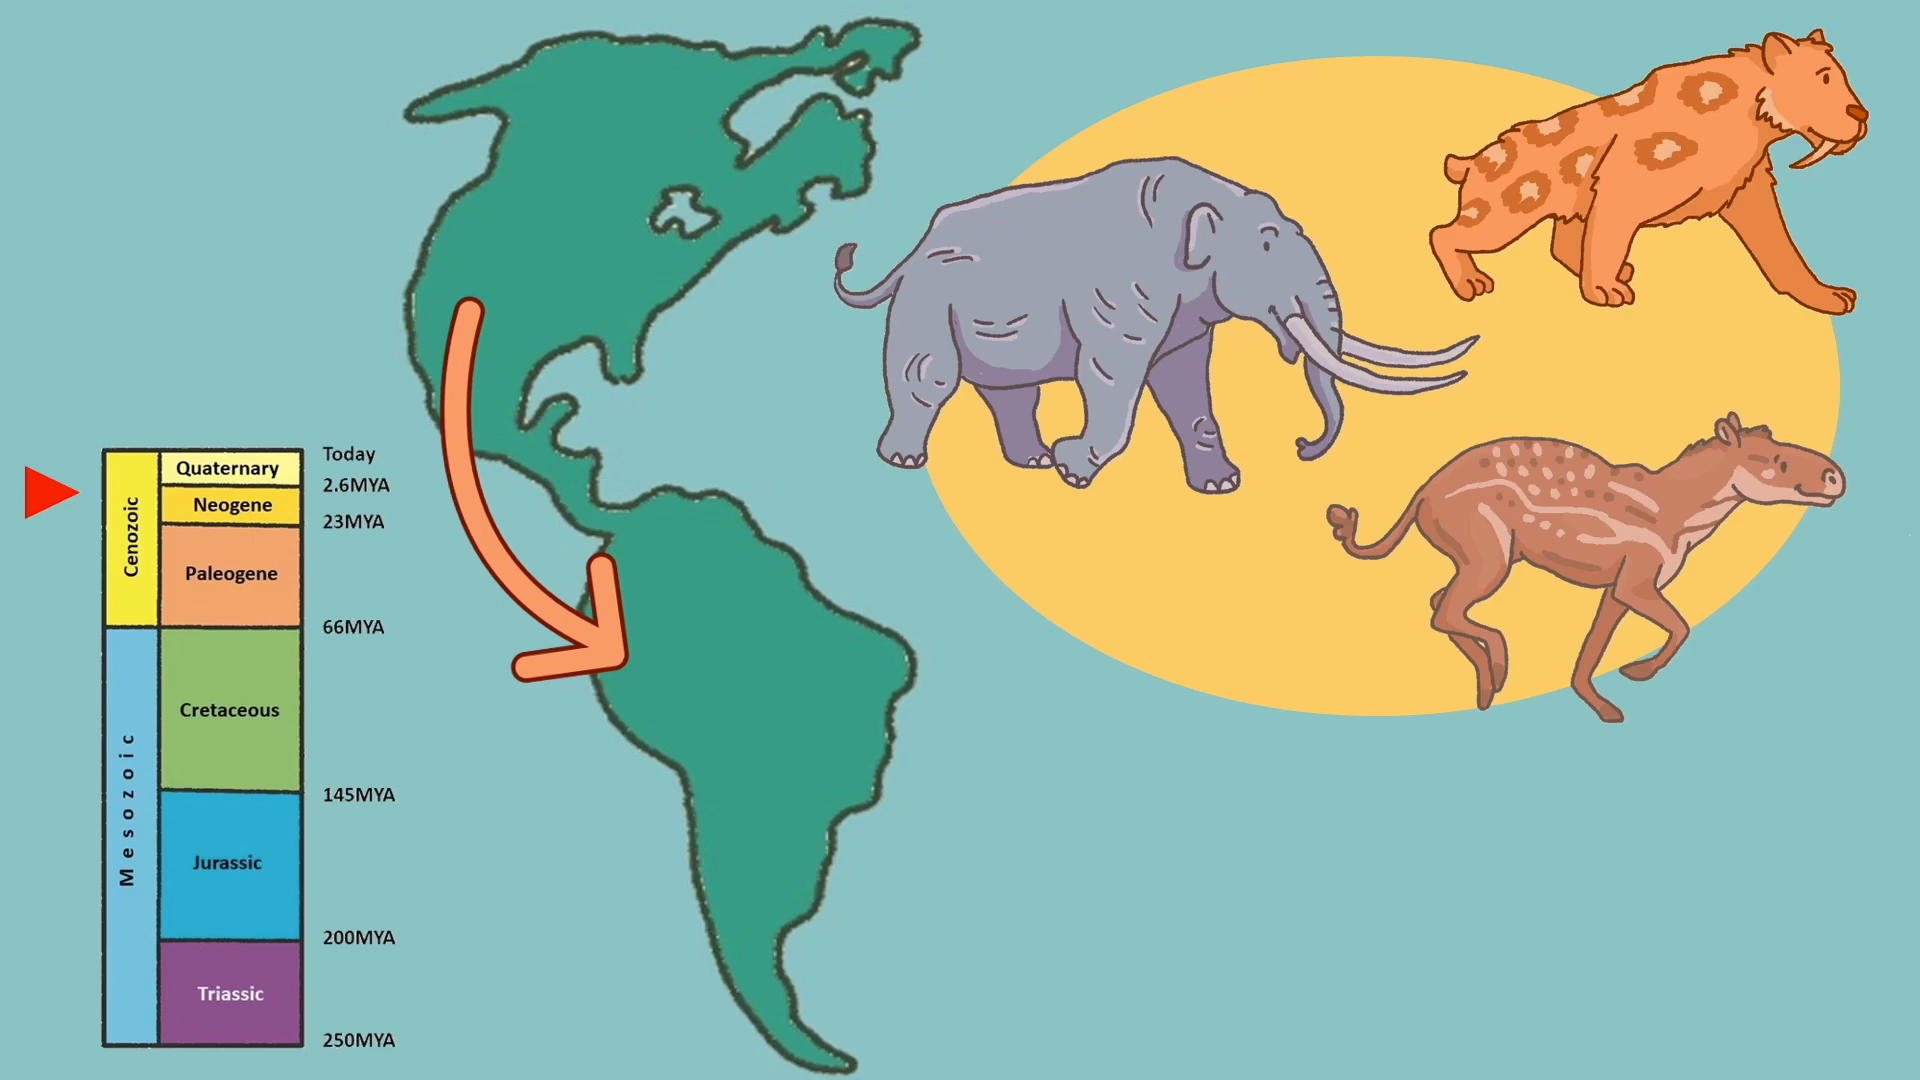 Cenozoic
Quaternary
Neogene
Paleogene
Mesozoic
Cretaceous
Jurassic
Triassic
Today
2.6MYA
23MYA
66MYA
145MYA
200MYA
250MYA